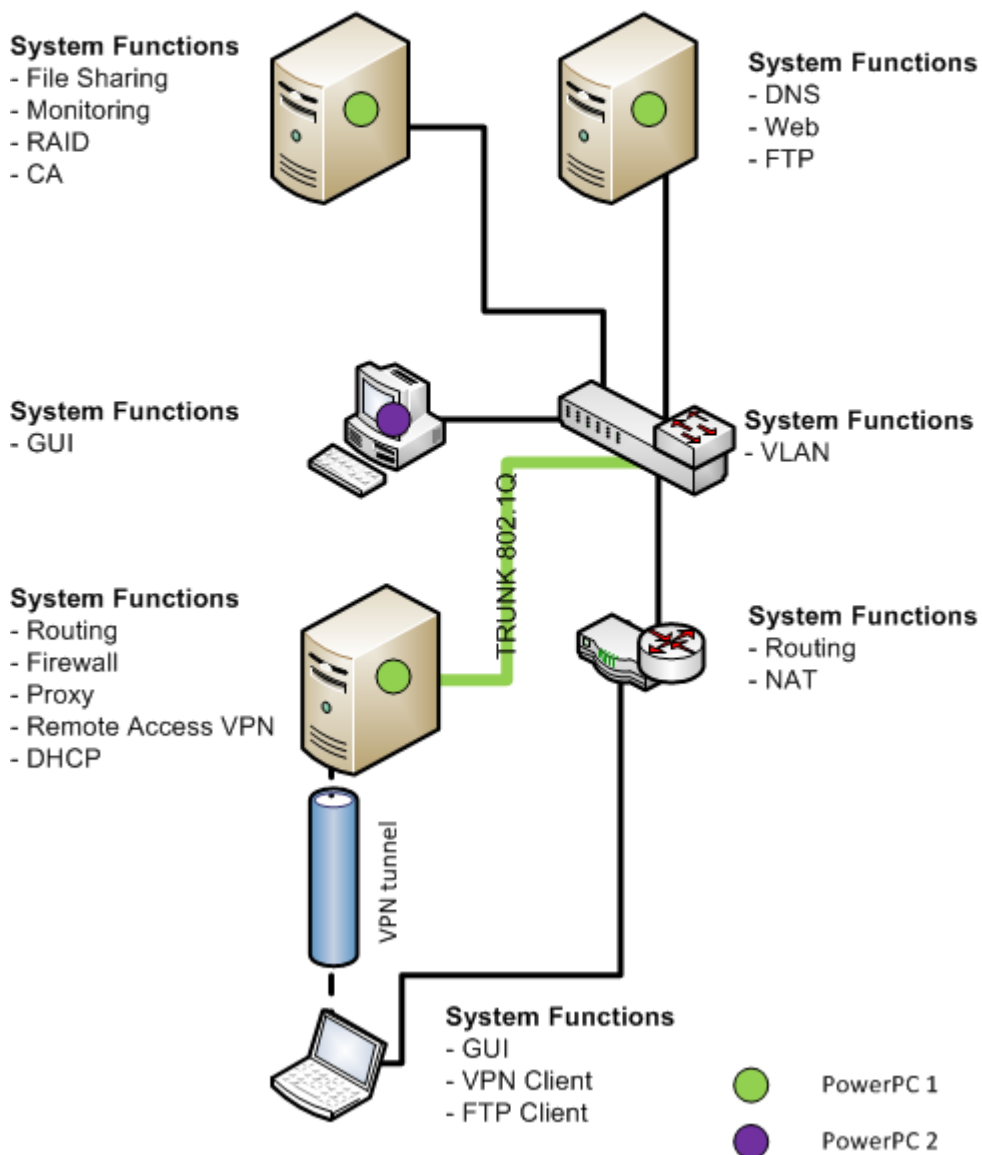 System Functions
- File Sharing
- Monitoring
- RAID
- CA
System Functions
- DNS
- Web
- FTP
System Functions
- GUI
System Functions
- VLAN
TRUNK 802.1Q
System Functions
- Routing
- Firewall
- Proxy
- Remote Access VPN
- DHCP
System Functions
- Routing
- NAT
VPN tunnel
System Functions
- GUI
- VPN Client
- FTP Client
PowerPC 1
PowerPC 2